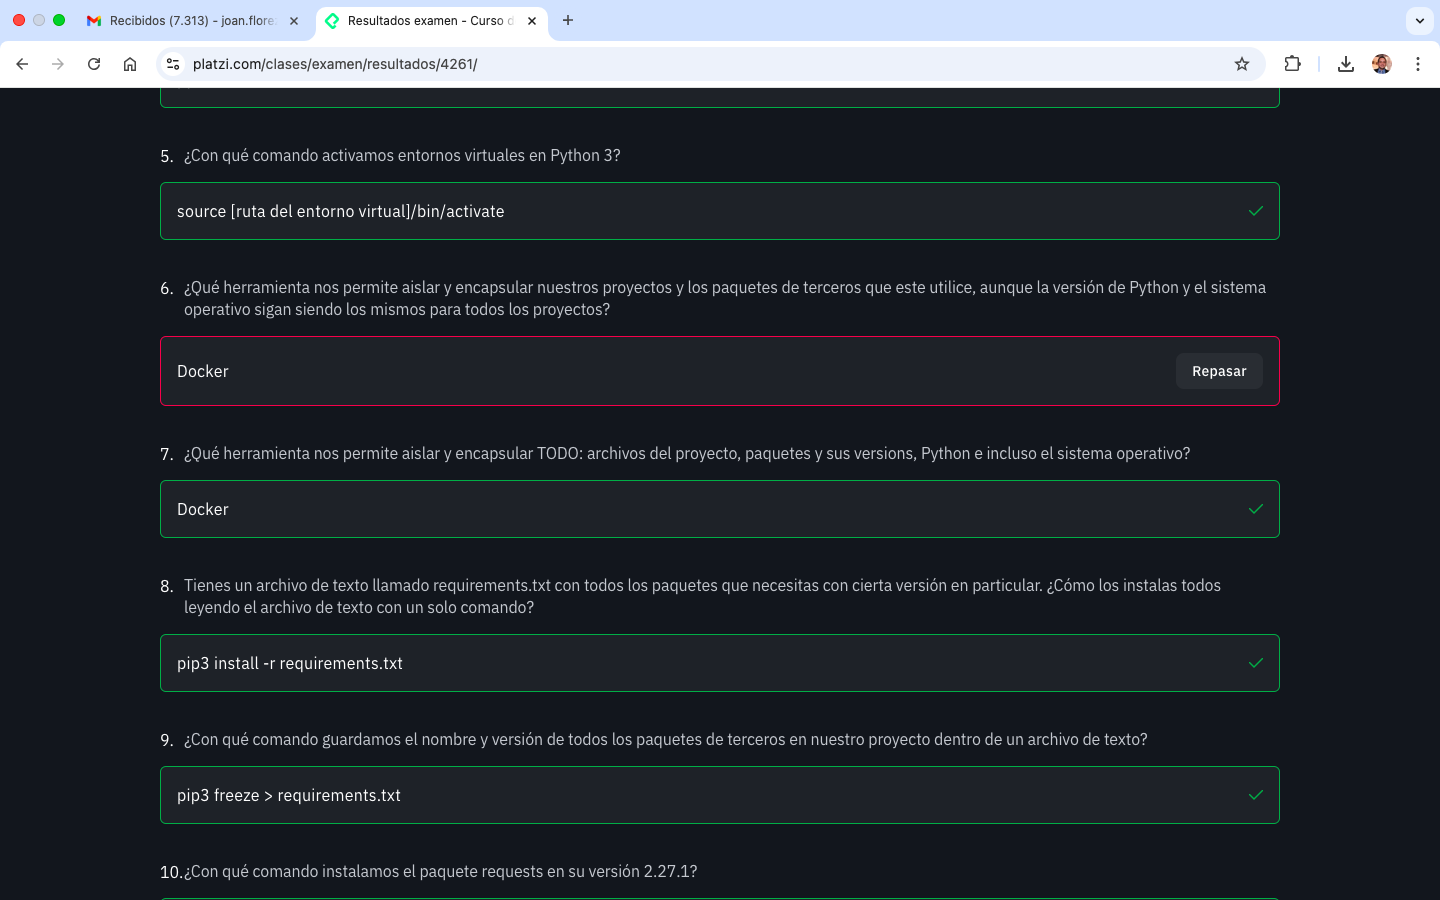 Recibidos (7.313) - joan.flore
Resultados examen - Curso d
platzi.com/clases/examen/resultados/4261/
5. ¿Con qué comando activamos entornos virtuales en Python 3?
source [ruta del entorno virtual]/bin/activate
6. ¿Qué herramienta nos permite aislar y encapsular nuestros proyectos y los paquetes de terceros que este utilice, aunque la versión de Python y el sistema
operativo sigan siendo los mismos para todos los proyectos?
Docker
Repasar
7. ¿Qué herramienta nos permite aislar y encapsular TODO: archivos del proyecto, paquetes y sus versions, Python e incluso el sistema operativo?
Docker
8. Tienes un archivo de texto llamado requirements.txt con todos los paquetes que necesitas con cierta versión en particular. ¿Cómo los instalas todos
leyendo el archivo de texto con un solo comando?
pip3 install -r requirements.txt
9. ¿Con qué comando guardamos el nombre y versión de todos los paquetes de terceros en nuestro proyecto dentro de un archivo de texto?
pip3 freeze > requirements.txt
10. ¿Con qué comando instalamos el paquete requests en su versión 2.27.1?